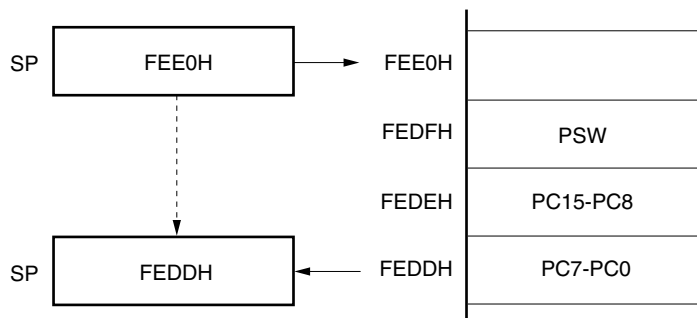 SP FEE0H FEE0H
FEDFH PSW
FEDEH PC15-PC8
SP FEDDH FEDDH PC7-PC0